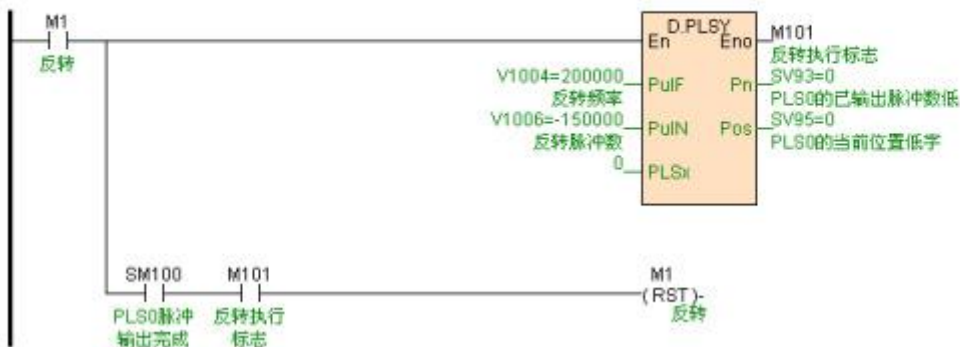 M1
反转
D.PLSY
En
Eno
M101
反转执行标志
V1004=200000
反转频率
PulF
Pn
SV93=0
PLS0的已输出脉冲数低
V1006=-150000
反转脉冲数
PulN
Pos
SV95=0
PLS0的当前位置低字
0
PLSx
SM100
M101
M1
( RST )-
反转
PLS0脉冲
输出完成
反转执行
标志